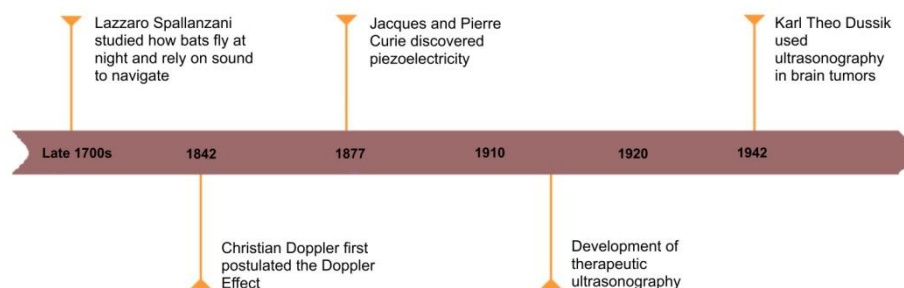 Lazzaro Spallanzani
studied how bats fly at
night and rely on sound
to navigate
Jacques and Pierre
Curie discovered
piezoelectricity
Karl Theo Dussik
used
ultrasonography
in brain tumors
Late 1700s
1842
1877
1910
1920
1942
Christian Doppler first
postulated the Doppler
Effect
Development of
therapeutic
ultrasonography